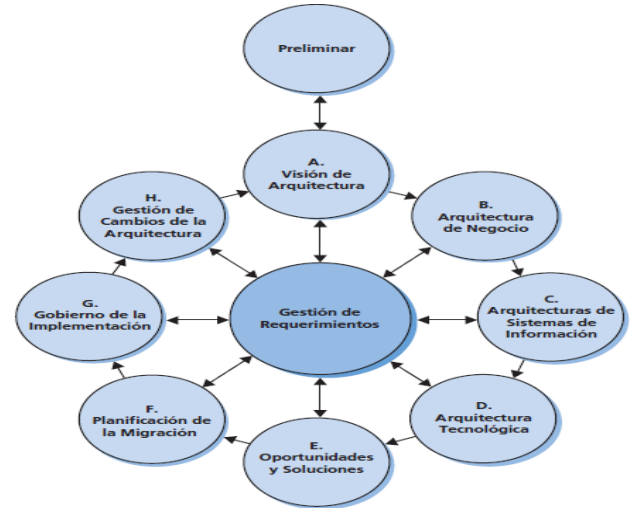 Preliminar
A.
Visión de
Arquitectura
B.
Arquitectura
de Negocio
C.
Arquitecturas de
Sistemas de
Información
D.
Arquitectura
Tecnológica
E.
Oportunidades
y Soluciones
F.
Planificación de
la Migración
G.
Gobierno de la
Implementación
H.
Gestión de
Cambios de la
Arquitectura
Gestión de
Requerimientos